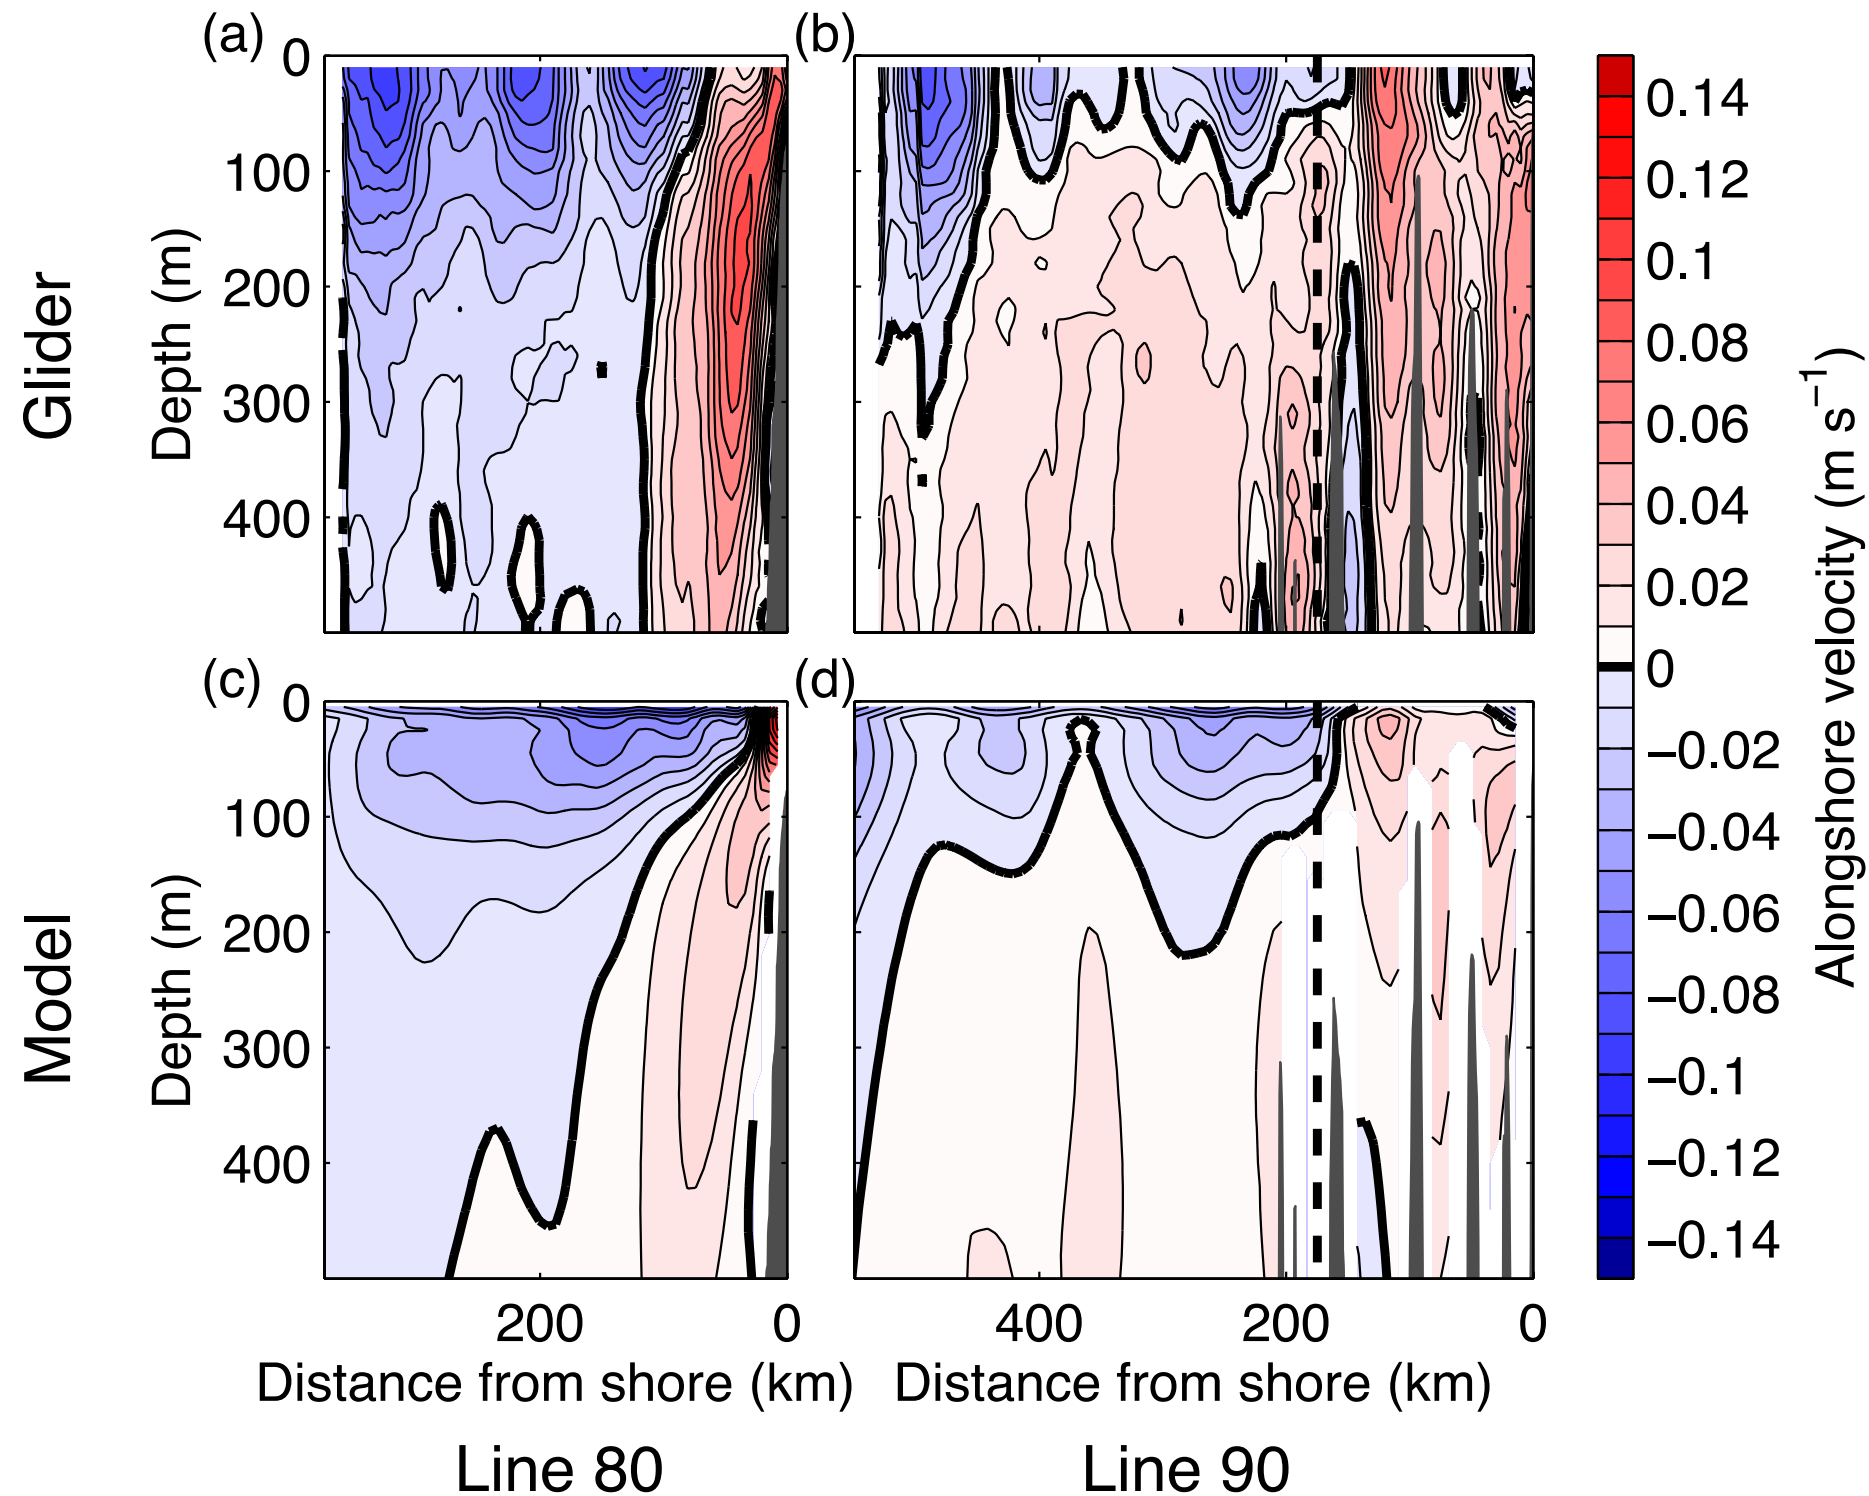 (a)
(b)
Glider
Depth (m)
0
100
200
300
400
(c)
(d)
Model
Depth (m)
0
100
200
300
400
200
0
400
200
0
Distance from shore (km)
Distance from shore (km)
Line 80
Line 90
0.14
0.12
0.1
0.08
0.06
0.04
0.02
0
−0.02
−0.04
−0.06
−0.08
−0.1
−0.12
−0.14
Alongshore velocity (m s⁻¹)